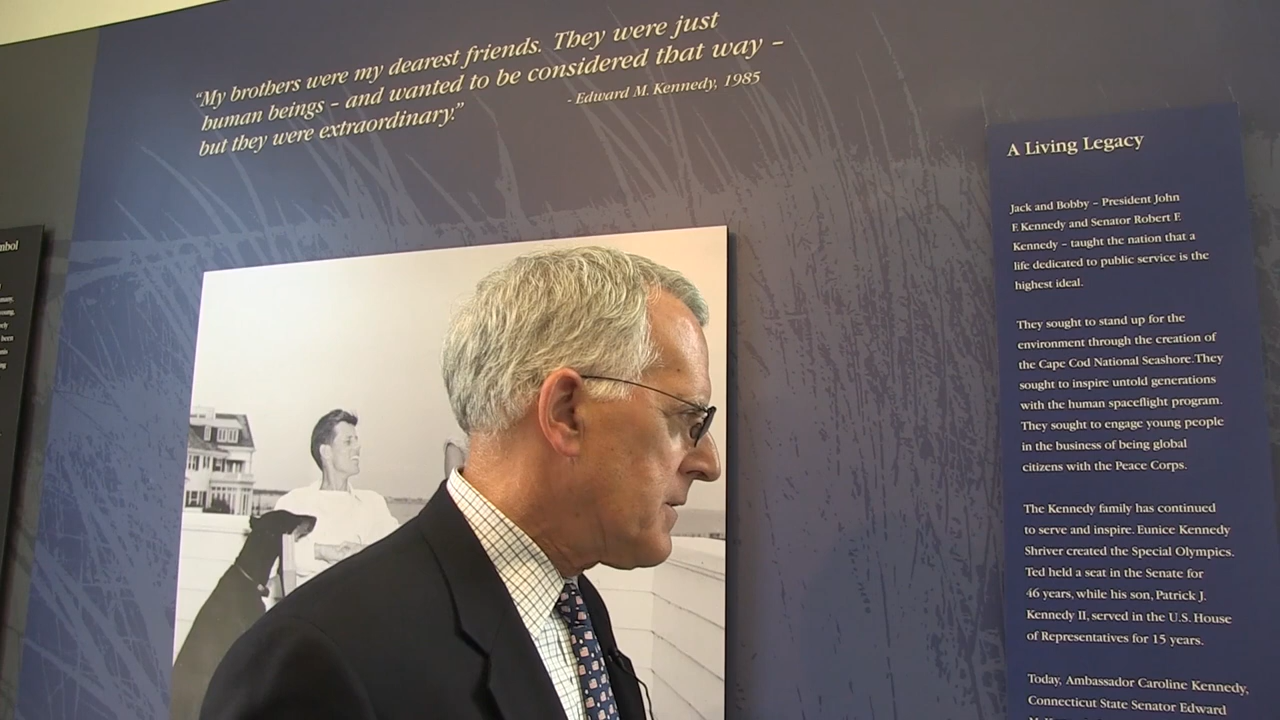 "My brothers were my dearest friends. They were just
human beings – and wanted to be considered that way –
but they were extraordinary."
- Edward M. Kennedy, 1985
A Living Legacy
Jack and Bobby – President John
F. Kennedy and Senator Robert F.
Kennedy – taught the nation that a
life dedicated to public service is the
highest ideal.
They sought to stand up for the
environment through the creation of
the Cape Cod National Seashore. They
sought to inspire untold generations
with the human spaceflight program.
They sought to engage young people
in the business of being global
citizens with the Peace Corps.
The Kennedy family has continued
to serve and inspire. Eunice Kennedy
Shriver created the Special Olympics.
Ted held a seat in the Senate for
46 years, while his son, Patrick J.
Kennedy II, served in the U.S. House
of Representatives for 15 years.
Today, Ambassador Caroline Kennedy,
Connecticut State Senator Edward